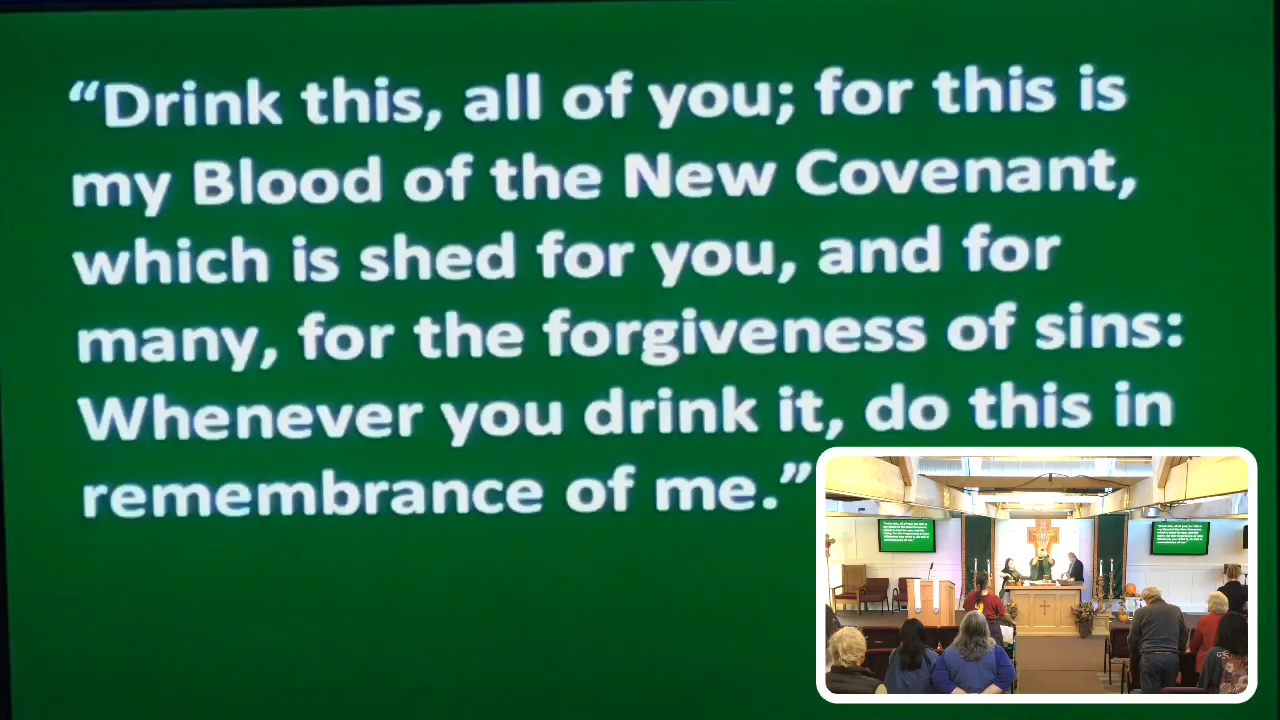 “Drink this, all of you; for this is
my Blood of the New Covenant,
which is shed for you, and for
many, for the forgiveness of sins:
Whenever you drink it, do this in
remembrance of me.”